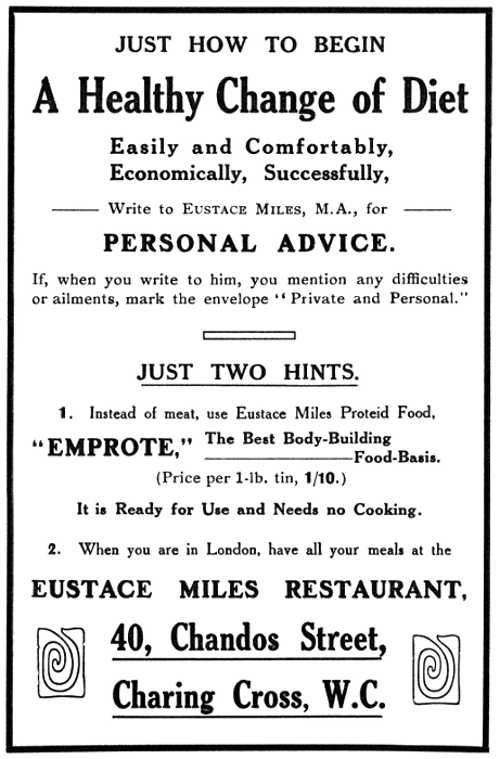 JUST HOW TO BEGIN
A Healthy Change of Diet
Easily and Comfortably,
Economically, Successfully,
Write to EUSTACE MILES, M.A., for
PERSONAL ADVICE.
If, when you write to him, you mention any difficulties
or ailments, mark the envelope "Private and Personal."
JUST TWO HINTS.
1. Instead of meat, use Eustace Miles Proteid Food,
"EMPROTE," The Best Body-Building
Food-Basis.
(Price per 1-lb. tin, 1/10.)
It is Ready for Use and Needs no Cooking.
2. When you are in London, have all your meals at the
EUSTACE MILES RESTAURANT,
40, Chandos Street,
Charing Cross, W.C.